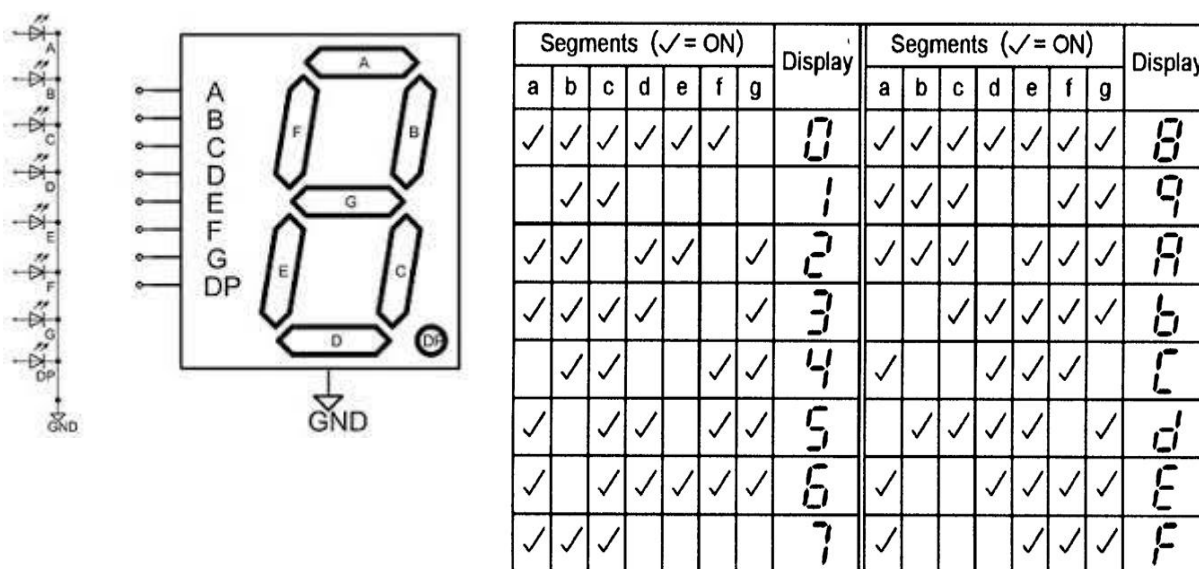 A
B
C
D
E
F
G
DP
GND
A
B
C
D
E
F
G
DP
A
F
B
G
E
C
D
DP
GND
Segments (✓= ON) Display Segments (✓= ON) Display
a b c d e f g a b c d e f g
✓ ✓ ✓ ✓ ✓ ✓ 0 ✓ ✓ ✓ ✓ ✓ ✓ ✓ 8
✓ ✓ 1 ✓ ✓ ✓ ✓ ✓ 9
✓ ✓ ✓ ✓ ✓ 2 ✓ ✓ ✓ ✓ ✓ ✓ A
✓ ✓ ✓ ✓ ✓ 3 ✓ ✓ ✓ ✓ ✓ b
✓ ✓ ✓ ✓ 4 ✓ ✓ ✓ ✓ C
✓ ✓ ✓ ✓ ✓ 5 ✓ ✓ ✓ ✓ ✓ d
✓ ✓ ✓ ✓ ✓ ✓ 6 ✓ ✓ ✓ ✓ ✓ E
✓ ✓ ✓ 7 ✓ ✓ ✓ ✓ F